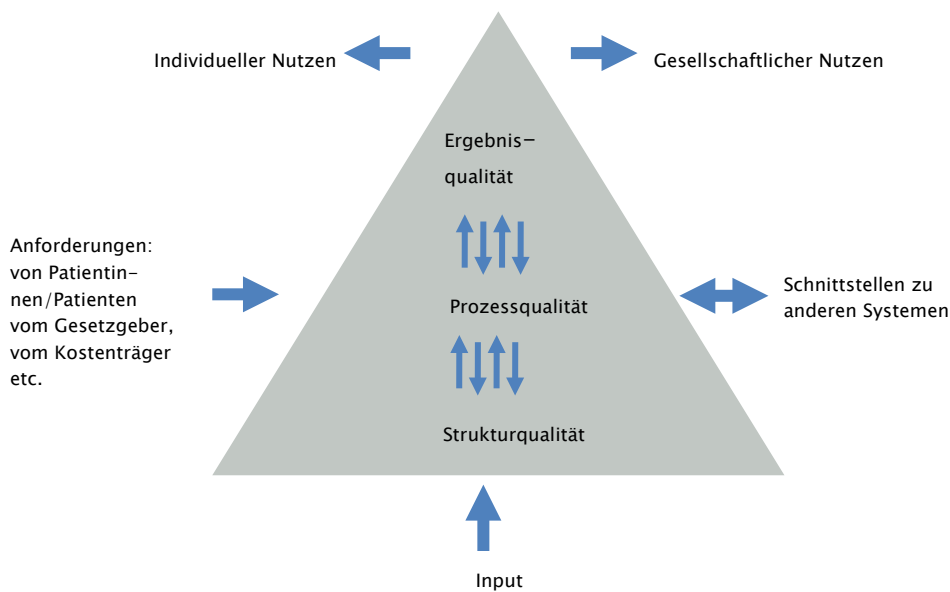 Individueller Nutzen
Gesellschaftlicher Nutzen
Ergebnis–
qualität
Anforderungen:
von Patientin–
nen/Patienten
vom Gesetzgeber,
vom Kostenträger
etc.
Prozessqualität
Schnittstellen zu
anderen Systemen
Strukturqualität
Input